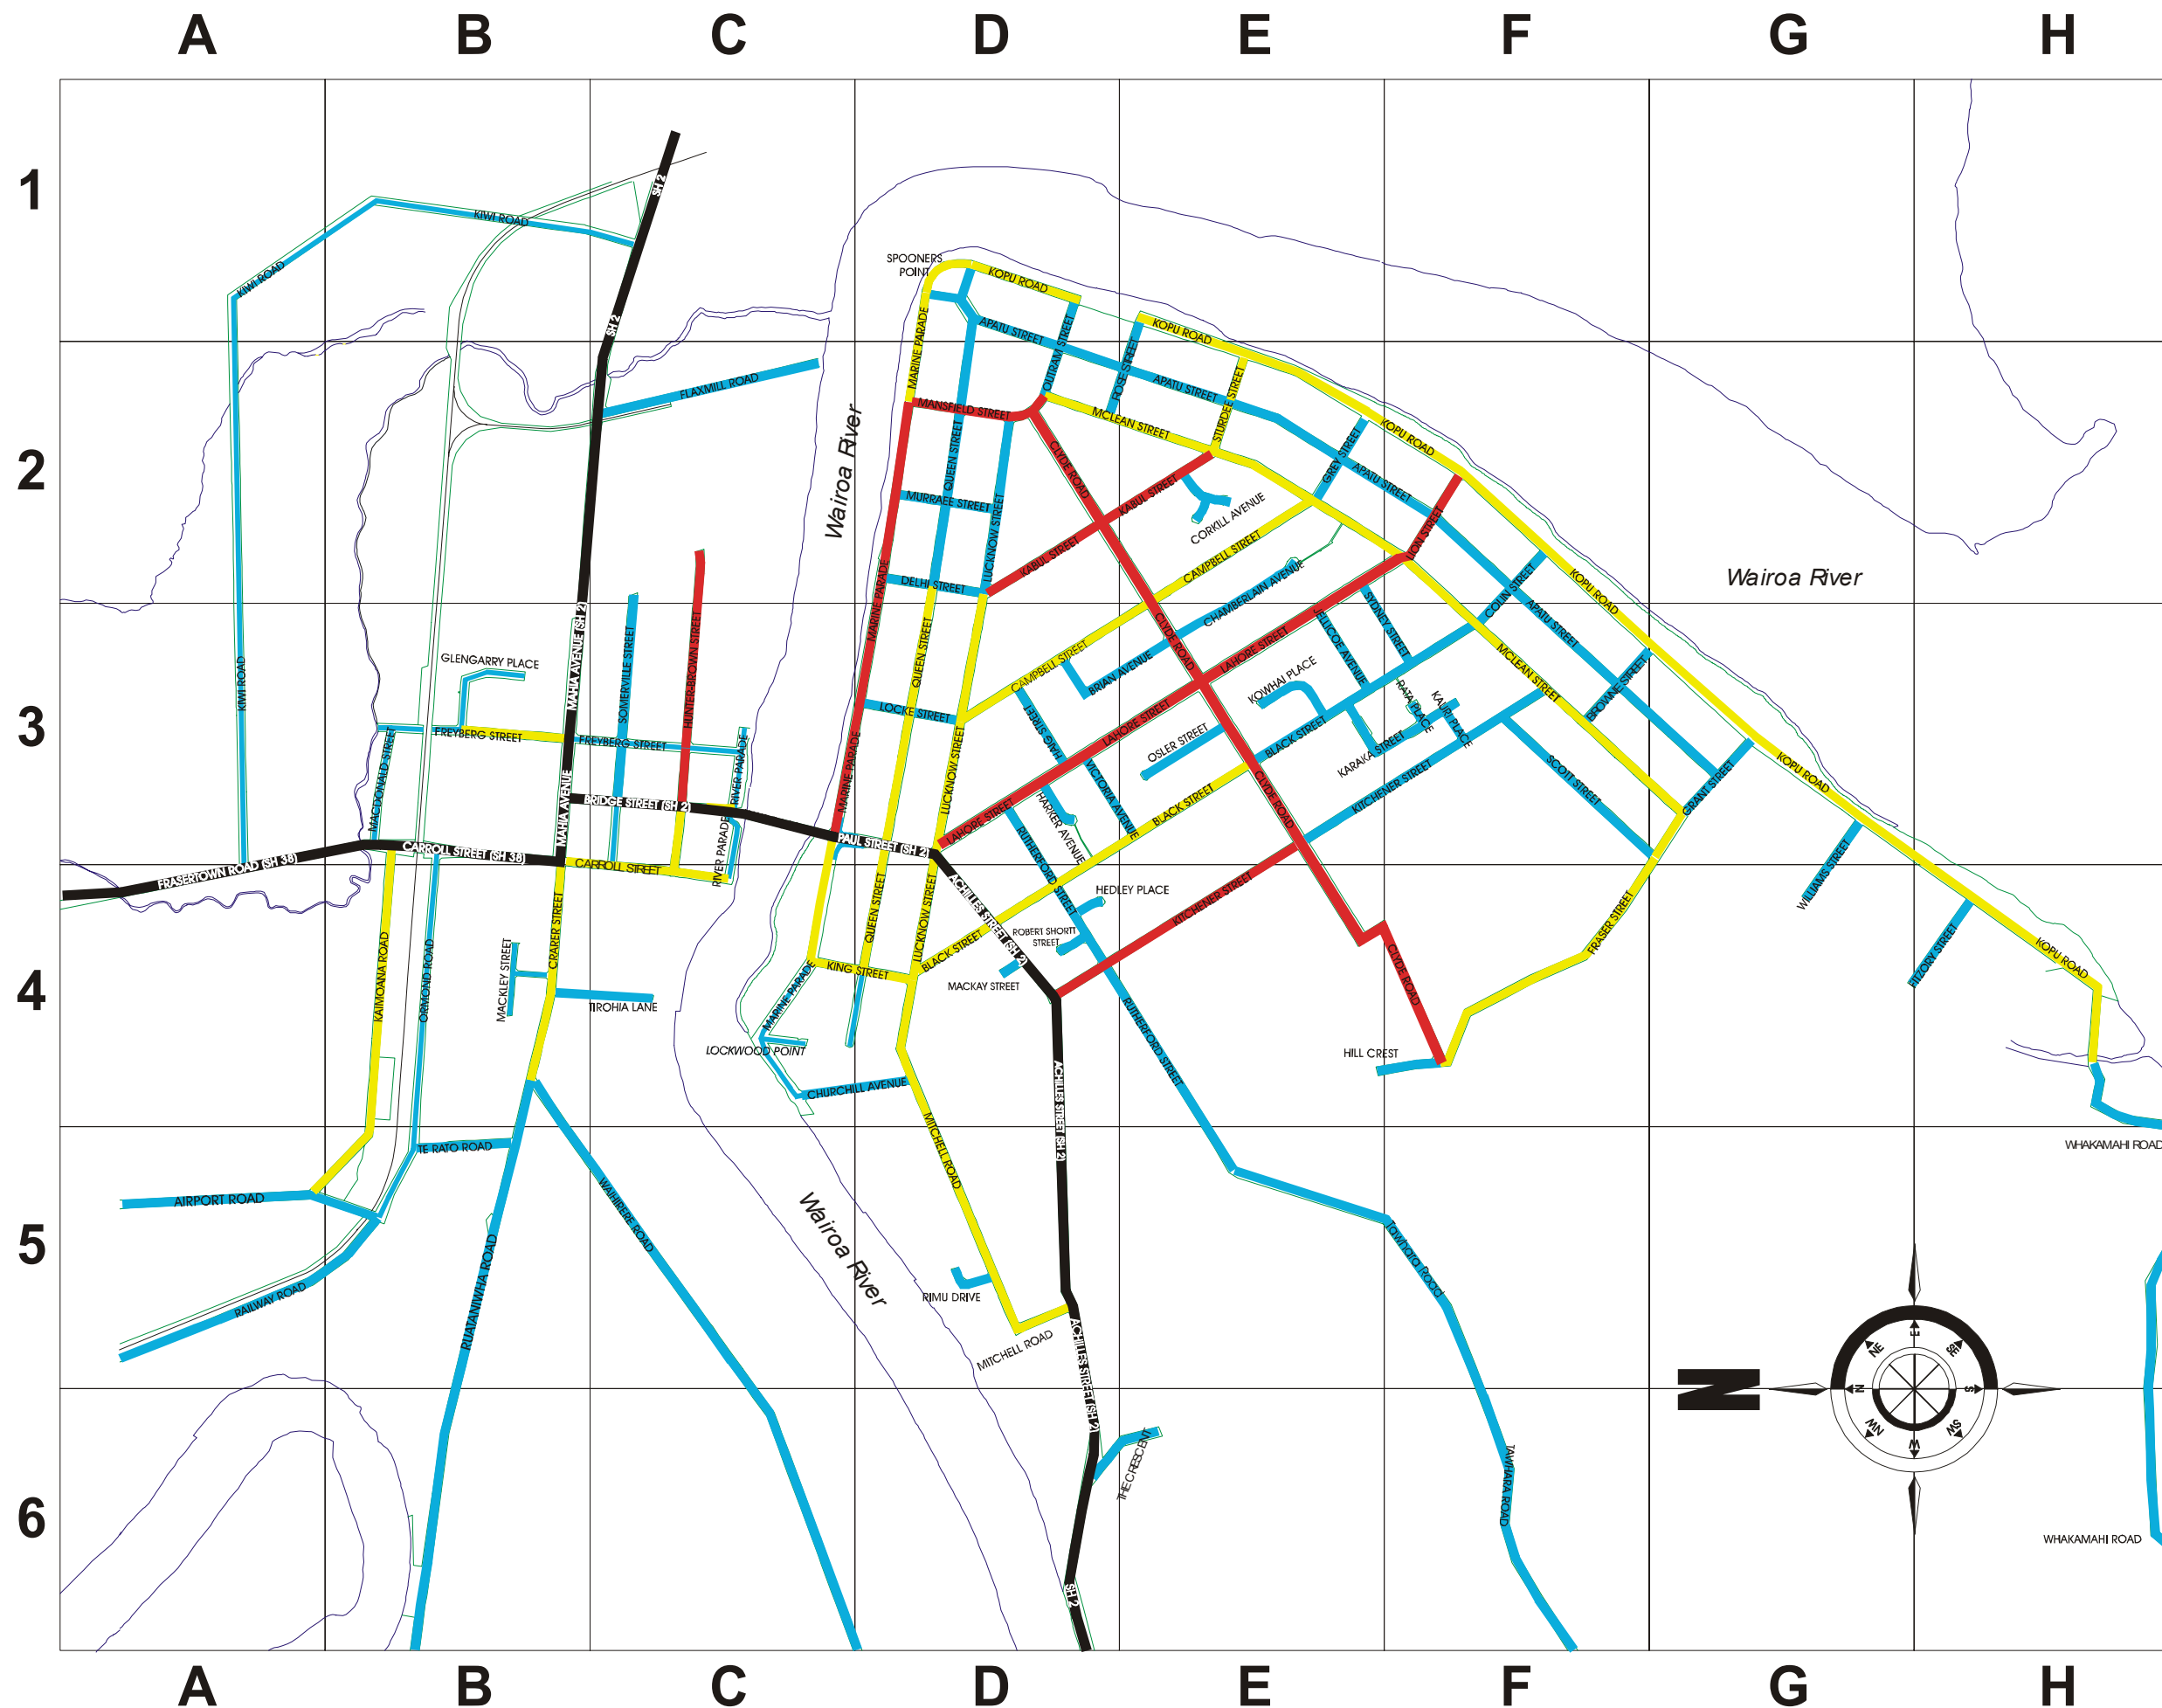 A B C D E F G H
1
SH 2
KIWI ROAD
SPOONERS
POINT
KOPU ROAD
KIWI ROAD
SH 2
APATU STREET
OUTRAM STREET
KOPU ROAD
MARINE PARADE
ROSE STREET
2
FLAXMILL ROAD
APATU STREET
STURDEE STREET
MANSFIELD STREET
MCLEAN STREET
KOPU ROAD
Wairoa River
QUEEN STREET
CLYDE ROAD
GREY STREET
APATU STREET
MURRAEE STREET
KABUL STREET
CORKILL AVENUE
LUCKNOW STREET
KABUL STREET
LION STREET
CAMPBELL STREET
DELHI STREET
CHAMBERLAIN AVENUE
COLIN STREET
KOPU ROAD
Wairoa River
MARINE PARADE
APATU STREET
3
MAHIA AVENUE (SH 2)
SOMERVILLE STREET
HUNTER-BROWN STREET
GLENGARRY PLACE
KIWI ROAD
QUEEN STREET
CAMPBELL STREET
BRIAN AVENUE
CLYDE ROAD
LAHORE STREET
JELLICOE AVENUE
SYDNEY STREET
KOWHAI PLACE
MCLEAN STREET
BROWNE STREET
LOCKE STREET
HAIG STREET
LAHORE STREET
RATA PLACE
KAURI PLACE
FREYBERG STREET
FREYBERG STREET
OSLER STREET
BLACK STREET
KARAKA STREET
MACDONALD STREET
RIVER PARADE
MARINE PARADE
LUCKNOW STREET
VICTORIA AVENUE
KITCHENER STREET
SCOTT STREET
GRANT STREET
KOPU ROAD
MAHIA AVENUE
BRIDGE STREET (SH 2)
HARKER AVENUE
BLACK STREET
CLYDE ROAD
CARROLL STREET (SH 38)
RIVER PARADE
PAUL STREET (SH 2)
LAHORE STREET
RUTHERFORD STREET
FRASERTOWN ROAD (SH 38)
CARROLL STREET
WILLIAMS STREET
4
HEDLEY PLACE
KITCHENER STREET
ACHILLES STREET (SH 2)
QUEEN STREET
LUCKNOW STREET
BLACK STREET
ROBERT SHORTT
STREET
FRASER STREET
KOPU ROAD
FITZORY STREET
KAIMOANA ROAD
ORMOND ROAD
MACKLEY STREET
CRARER STREET
KING STREET
MACKAY STREET
CLYDE ROAD
TIROHIA LANE
MARINE PARADE
RUTHERFORD STREET
LOCKWOOD POINT
HILL CREST
CHURCHILL AVENUE
ACHILLES STREET (SH 2)
TE RATO ROAD
MITCHELL ROAD
WHAKAMAHI ROAD
5
AIRPORT ROAD
WAIHIRERE ROAD
Wairoa River
RUATANIWHA ROAD
Tawhara Road
RAILWAY ROAD
RIMU DRIVE
ACHILLES STREET (SH 2)
MITCHELL ROAD
N
E
NE
SE
N
S
NW
SW
W
6
THE CRESCENT
TAWHARA ROAD
WHAKAMAHI ROAD
SH 2
A B C D E F G H